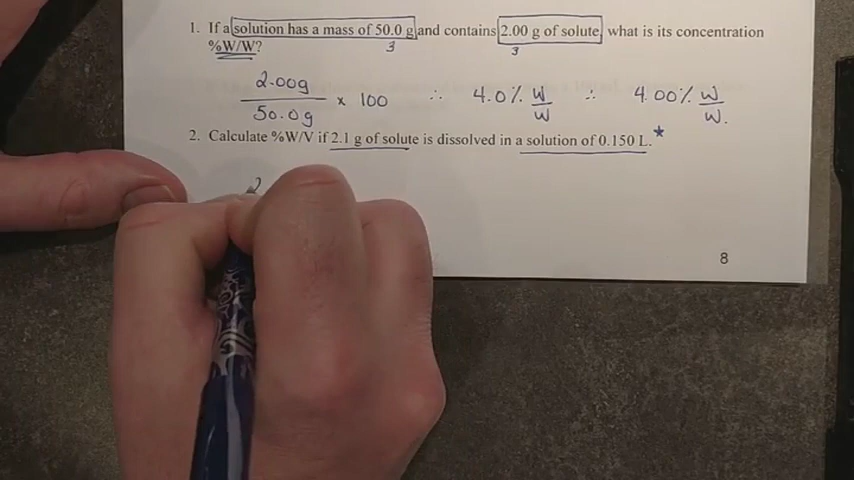 1. If a solution has a mass of 50.0 g and contains 2.00 g of solute, what is its concentration
%W/W?
3
3
2.00g
50.0g
x 100 ∴ 4.0% W/W ∴ 4.00% W/W.
2. Calculate %W/V if 2.1 g of solute is dissolved in a solution of 0.150 L.*
2
8